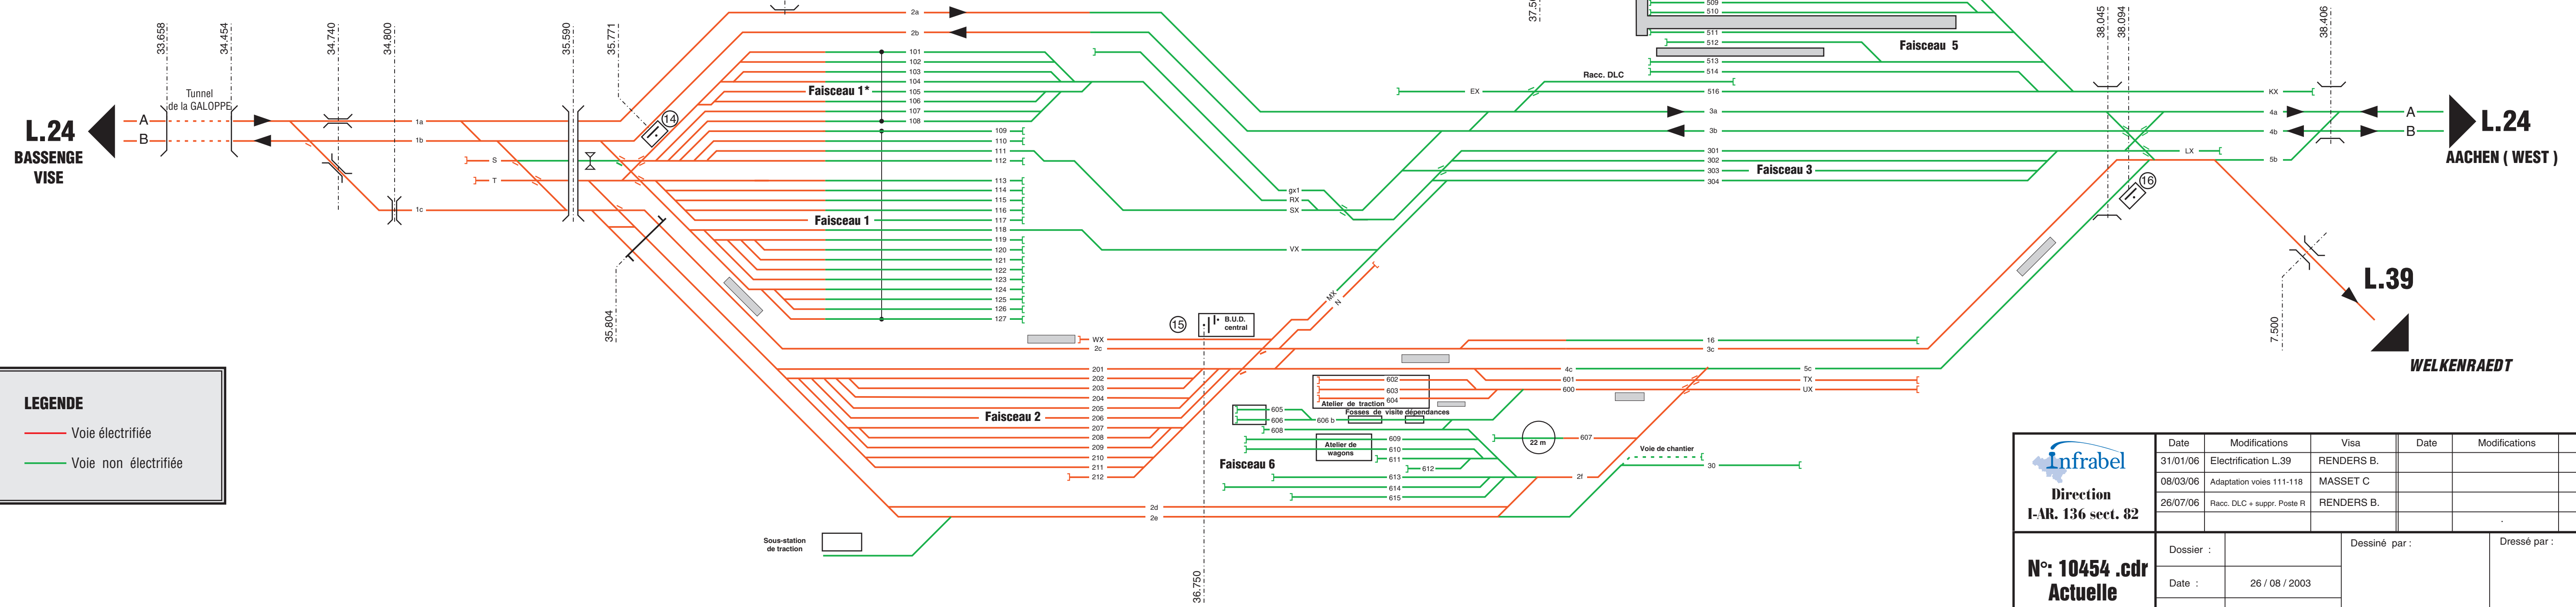 33.658
34.454
34.740
34.800
35.590
35.771
37.5
38.045
38.094
38.406
2a
2b
509
510
511
512
513
514
Faisceau 5
Racc. DLC
Tunnel
de la GALOPPE
L.24
BASSENGE
VISE
A
B
1a
1b
S
T
1c
14
101
102
103
104
105
106
107
108
Faisceau 1*
109
110
111
112
113
114
115
116
117
118
119
120
121
122
123
124
125
126
127
Faisceau 1
EX
516
KX
3a
3b
4a
4b
A
B
L.24
AACHEN ( WEST )
301
302
303
304
Faisceau 3
LX
5b
16
gx1
RX
SX
VX
MX
N
35.804
15
B.U.D.
central
WX
2c
16
3c
L.39
7.500
WELKENRAEDT
201
202
203
204
205
206
207
208
209
210
211
212
Faisceau 2
4c
5c
601
TX
600
UX
602
603
604
Atelier de traction
Fosses de visite dépendances
605
606
606 b
608
609
610
611
612
613
614
615
Atelier de
wagons
Faisceau 6
22 m
607
Voie de chantier
30
2f
2d
2e
Sous-station
de traction
36.750
LEGENDE
Voie électrifiée
Voie non électrifiée
Infrabel
Direction
I-AR. 136 sect. 82
Date Modifications Visa Date Modifications
31/01/06 Electrification L.39 RENDERS B.
08/03/06 Adaptation voies 111-118 MASSET C
26/07/06 Racc. DLC + suppr. Poste R RENDERS B.
N°: 10454 .cdr
Actuelle
Dossier :
Date : 26 / 08 / 2003
Dessiné par :
Dressé par :